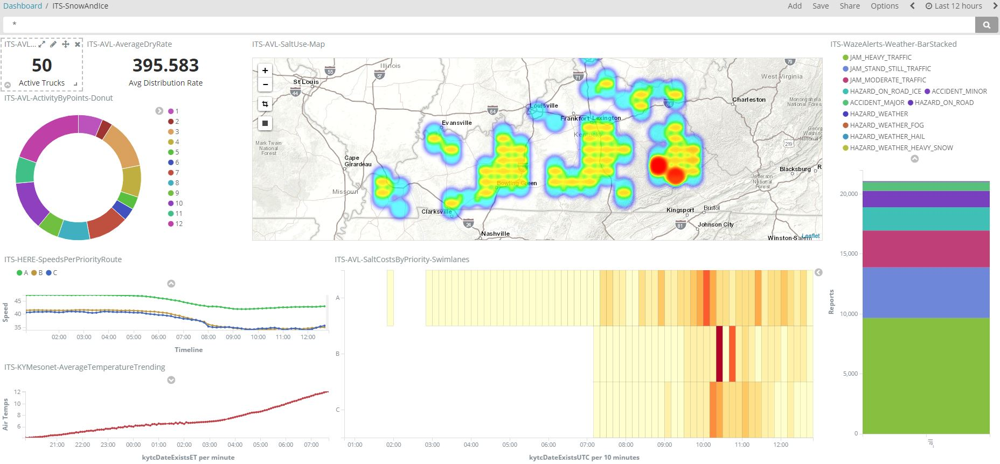 Dashboard / ITS-SnowAndIce
Add Save Share Options Last 12 hours
*
ITS-AVL...
50
Active Trucks
ITS-AVL-AverageDryRate
395.583
Avg Distribution Rate
ITS-AVL-ActivityByPoints-Donut
1
2
3
4
5
6
7
8
9
10
11
12
ITS-AVL-SaltUse-Map
+
−
Illinois
55
57
St Louis
44
71
79
West Virginia
Charleston
Monongahela
National Fores
64
Louisville
64
Frankfort
Lexington
Kentucky
Evansville
Georg
Washing
National F
219
Mark Twain
National
Forest
Cape
Girardeau
65
Blacksburg
R
Jefferson
National
Forest
Missouri
Bowling Green
Clarksville
Kingsport
Bristol
24
81
Johnson City
Nashville
Winston-Salem
Leaflet
ITS-WazeAlerts-Weather-BarStacked
JAM_HEAVY_TRAFFIC
JAM_STAND_STILL_TRAFFIC
JAM_MODERATE_TRAFFIC
HAZARD_ON_ROAD_ICE ACCIDENT_MINOR
ACCIDENT_MAJOR HAZARD_ON_ROAD
HAZARD_WEATHER
HAZARD_WEATHER_FOG
HAZARD_WEATHER_HAIL
HAZARD_WEATHER_HEAVY_SNOW
Reports
20,000
15,000
10,000
5,000
0
_all
ITS-HERE-SpeedsPerPriorityRoute
A B C
Speed
45
40
35
02:00 03:00 04:00 05:00 06:00 07:00 08:00 09:00 10:00 11:00 12:00
Timeline
ITS-KYMesonet-AverageTemperatureTrending
Air Temps
12
10
8
6
21:00 22:00 23:00 00:00 01:00 02:00 03:00 04:00 05:00 06:00 07:00
kytcDateExistsET per minute
ITS-AVL-SaltCostsByPriority-Swimlanes
A
B
C
01:00 02:00 03:00 04:00 05:00 06:00 07:00 08:00 09:00 10:00 11:00 12:00
kytcDateExistsUTC per 10 minutes